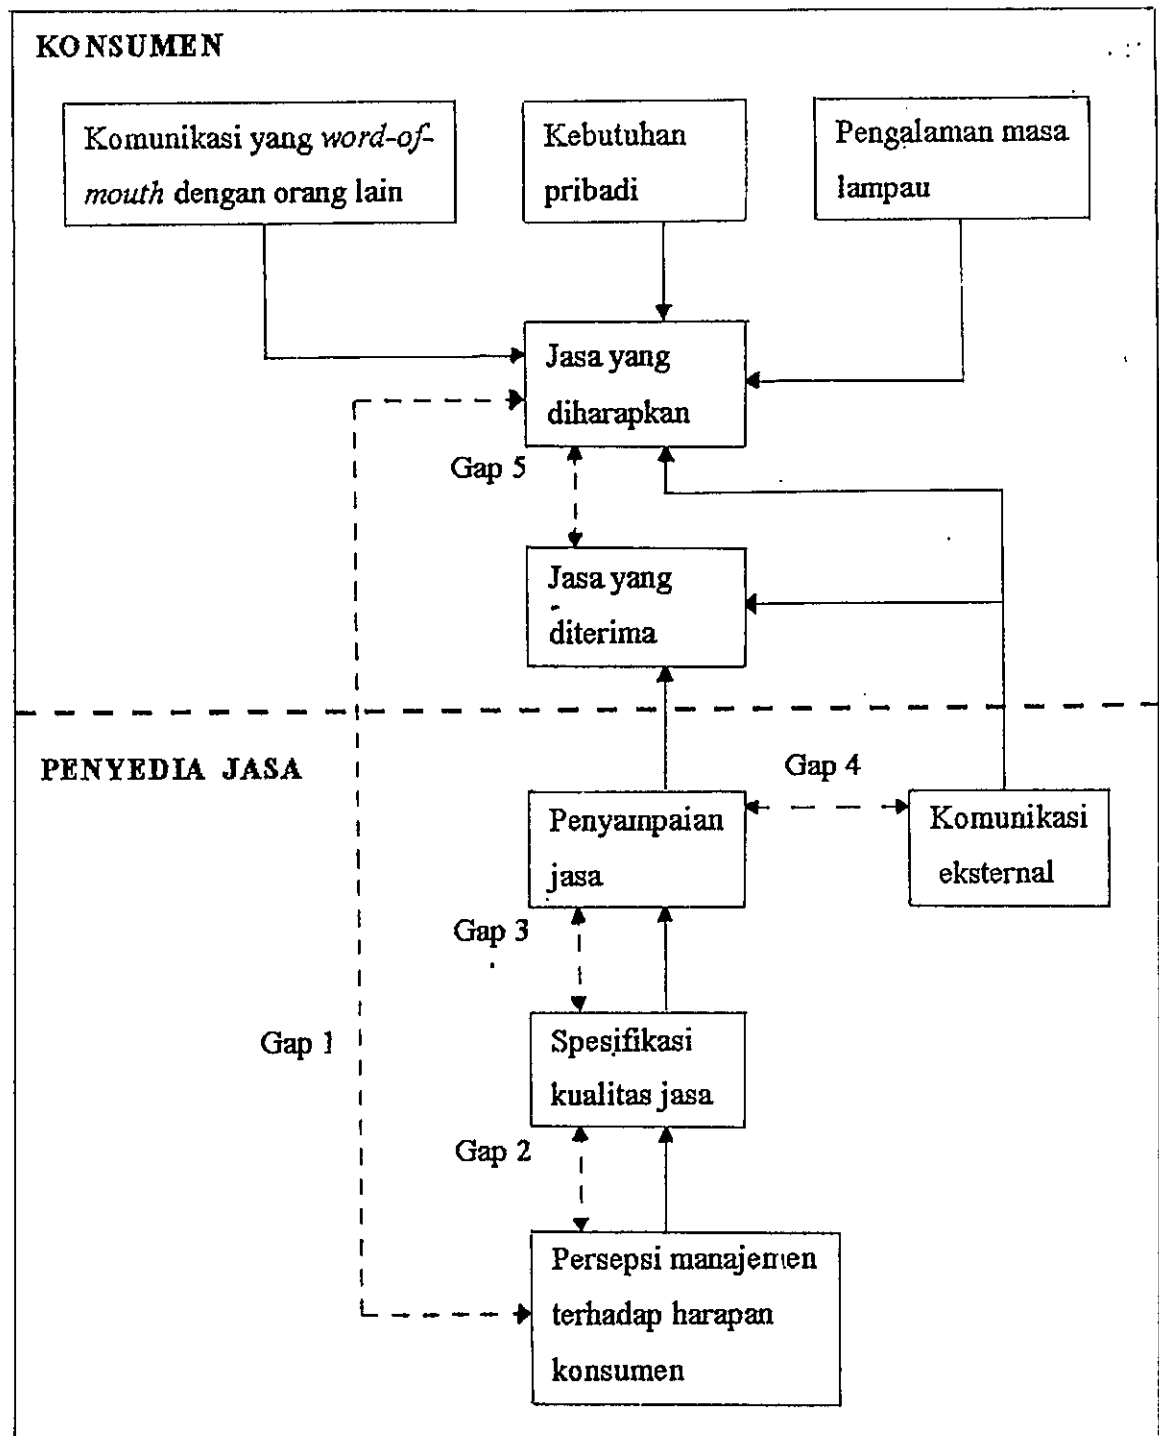 KONSUMEN
Komunikasi yang word-of-
mouth dengan orang lain
Kebutuhan
pribadi
Pengalaman masa
lampau
Jasa yang
diharapkan
Gap 5
Jasa yang
diterima
PENYEDIA JASA
Gap 4
Penyampaian
jasa
Komunikasi
eksternal
Gap 3
Gap 1
Spesifikasi
kualitas jasa
Gap 2
Persepsi manajemen
terhadap harapan
konsumen